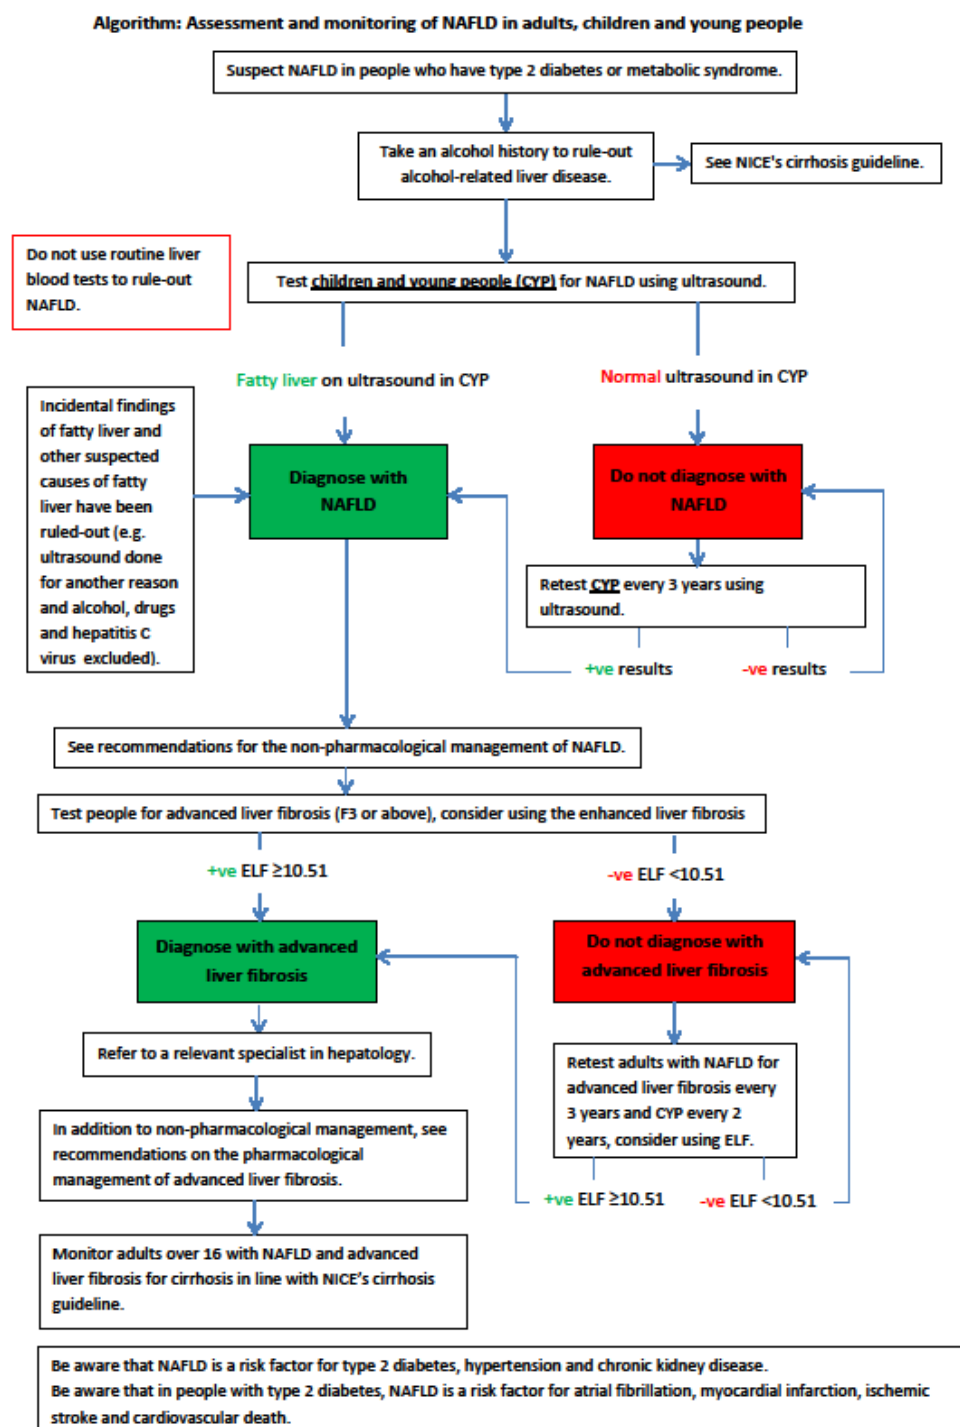 Algorithm: Assessment and monitoring of NAFLD in adults, children and young people
Suspect NAFLD in people who have type 2 diabetes or metabolic syndrome.
Take an alcohol history to rule-out
alcohol-related liver disease.
See NICE's cirrhosis guideline.
Do not use routine liver
blood tests to rule-out
NAFLD.
Test children and young people (CYP) for NAFLD using ultrasound.
Fatty liver on ultrasound in CYP
Normal ultrasound in CYP
Incidental findings
of fatty liver and
other suspected
causes of fatty
liver have been
ruled-out (e.g.
ultrasound done
for another reason
and alcohol, drugs
and hepatitis C
virus excluded).
Diagnose with
NAFLD
Do not diagnose with
NAFLD
Retest CYP every 3 years using
ultrasound.
+ve results
-ve results
See recommendations for the non-pharmacological management of NAFLD.
Test people for advanced liver fibrosis (F3 or above), consider using the enhanced liver fibrosis
+ve ELF ≥10.51
-ve ELF <10.51
Diagnose with advanced
liver fibrosis
Do not diagnose with
advanced liver fibrosis
Refer to a relevant specialist in hepatology.
Retest adults with NAFLD for
advanced liver fibrosis every
3 years and CYP every 2
years, consider using ELF.
In addition to non-pharmacological management, see
recommendations on the pharmacological
management of advanced liver fibrosis.
+ve ELF ≥10.51
-ve ELF <10.51
Monitor adults over 16 with NAFLD and advanced
liver fibrosis for cirrhosis in line with NICE's cirrhosis
guideline.
Be aware that NAFLD is a risk factor for type 2 diabetes, hypertension and chronic kidney disease.
Be aware that in people with type 2 diabetes, NAFLD is a risk factor for atrial fibrillation, myocardial infarction, ischemic
stroke and cardiovascular death.